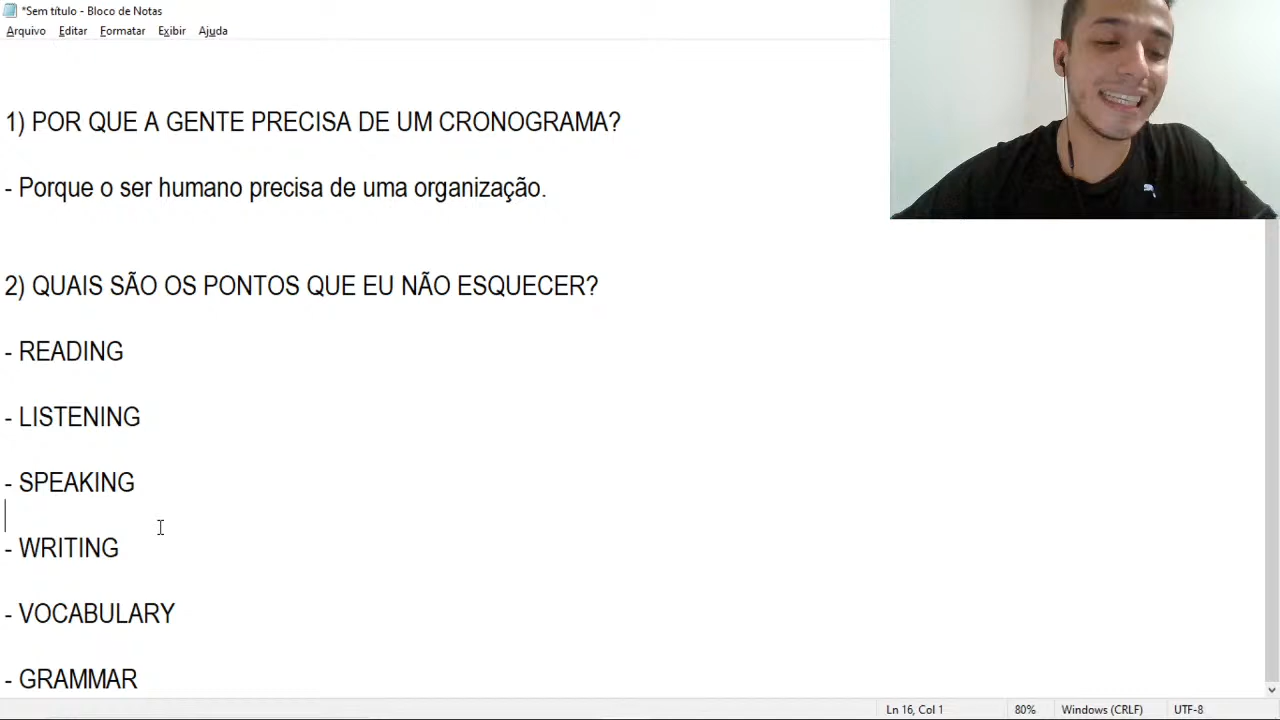 *Sem título - Bloco de Notas
Arquivo Editar Formatar Exibir Ajuda
1) POR QUE A GENTE PRECISA DE UM CRONOGRAMA?
- Porque o ser humano precisa de uma organização.
2) QUAIS SÃO OS PONTOS QUE EU NÃO ESQUECER?
- READING
- LISTENING
- SPEAKING
- WRITING
- VOCABULARY
- GRAMMAR
Ln 16, Col 1 80% Windows (CRLF) UTF-8